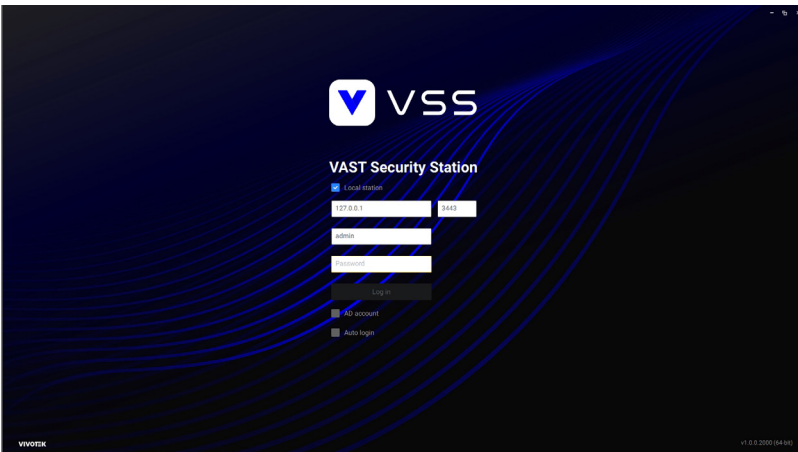 VSS
VAST Security Station
Local station
127.0.0.1 3443
admin
Password
Log in
AD account
Auto login
VIVOTEK v1.0.0.2000 (64-bit)